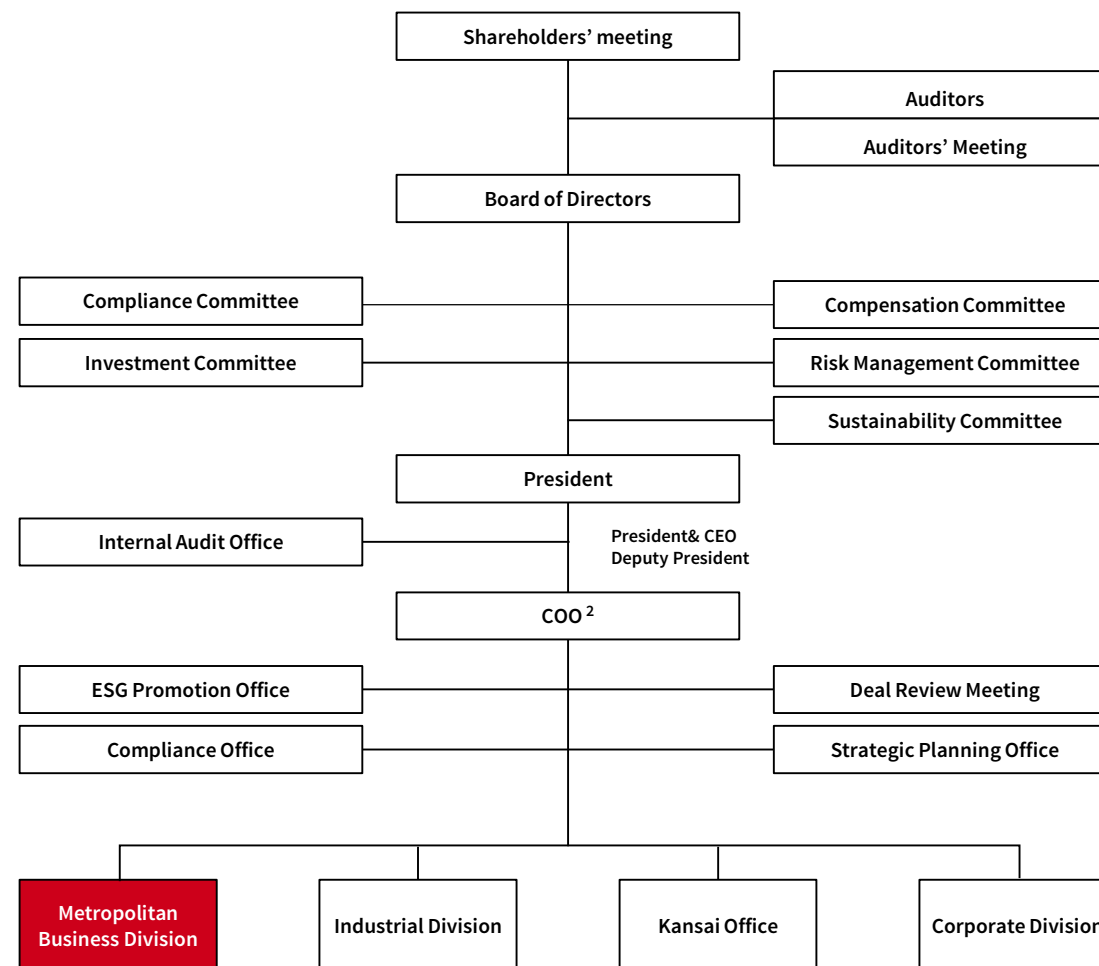 Shareholders’ meeting
Auditors
Auditors’ Meeting
Board of Directors
Compliance Committee
Compensation Committee
Investment Committee
Risk Management Committee
Sustainability Committee
President
Internal Audit Office
President& CEO
Deputy President
COO 2
ESG Promotion Office
Deal Review Meeting
Compliance Office
Strategic Planning Office
Metropolitan
Business Division
Industrial Division
Kansai Office
Corporate Division